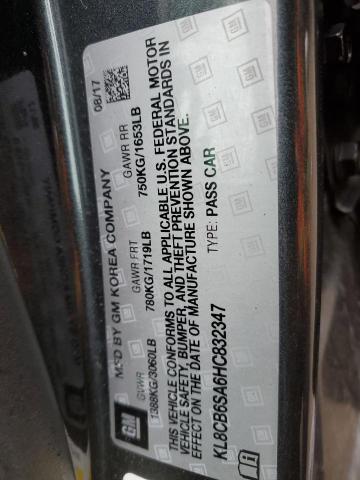 GM
MFD BY GM KOREA COMPANY
08/17
GVWR
GAWR FRT
GAWR RR
1388KG/3060LB
780KG/1719LB
750KG/1653LB
THIS VEHICLE CONFORMS TO ALL APPLICABLE U.S. FEDERAL MOTOR
VEHICLE SAFETY, BUMPER, AND THEFT PREVENTION STANDARDS IN
EFFECT ON THE DATE OF MANUFACTURE SHOWN ABOVE.
TYPE: PASS CAR
KL8CB6SA6HC832347